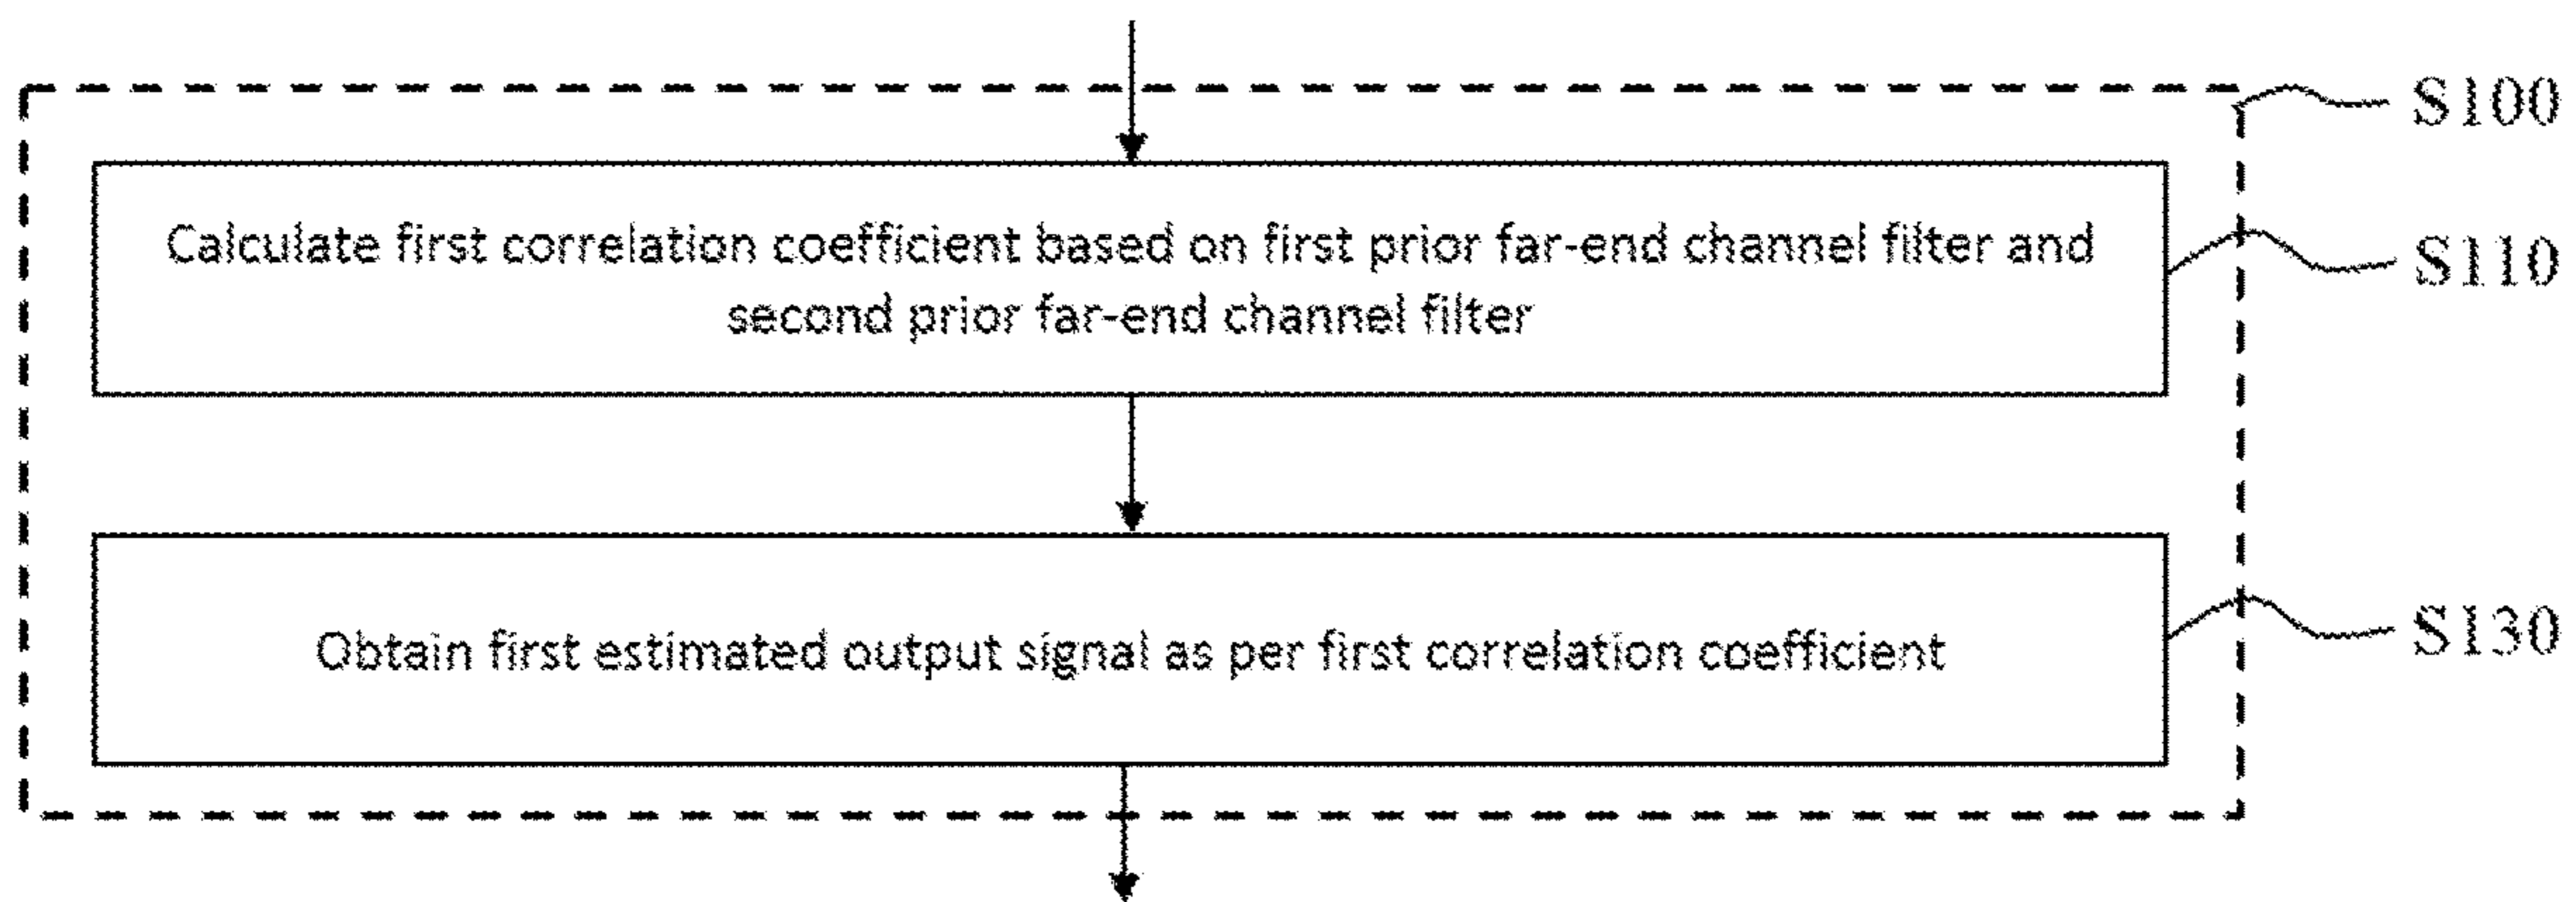 S100
Calculate first correlation coefficient based on first prior far-end channel filter and
second prior far-end channel filter
S110
Obtain first estimated output signal as per first correlation coefficient
S130